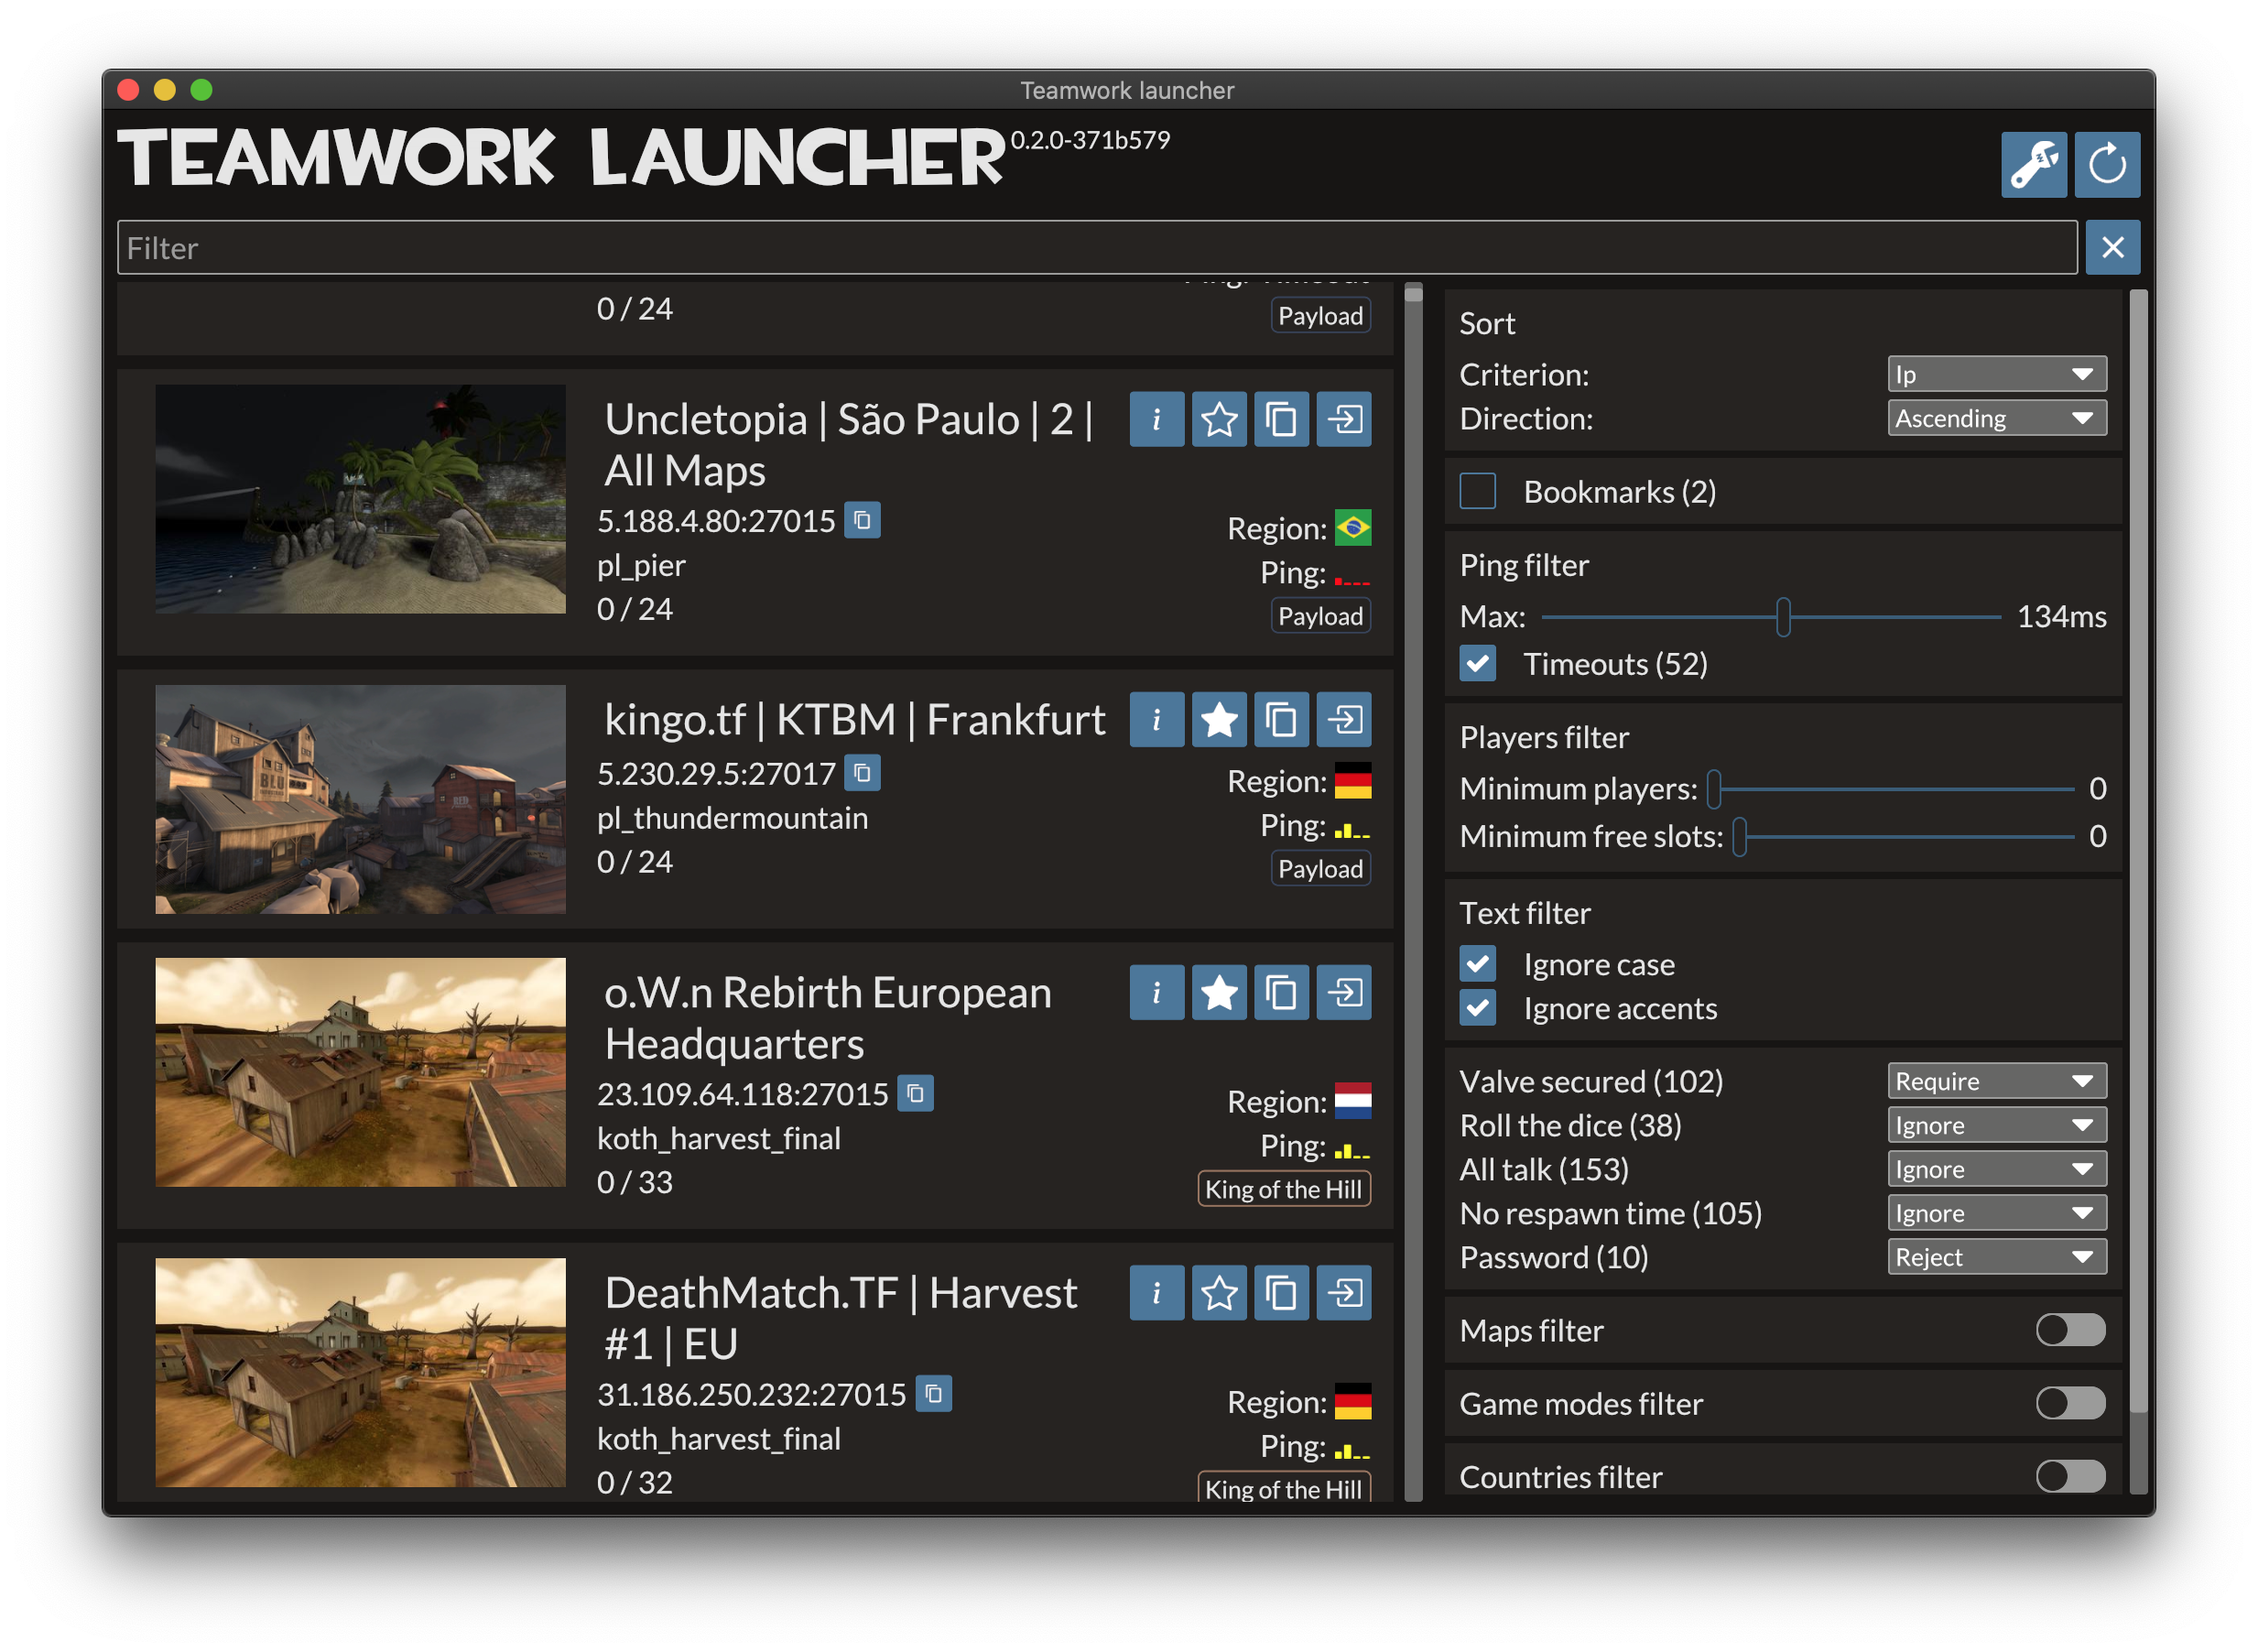 Teamwork launcher
TEAMWORK LAUNCHER 0.2.0-371b579
Filter
0 / 24
Payload
Uncletopia | São Paulo | 2 |
All Maps
5.188.4.80:27015
pl_pier
0 / 24
Region:
Ping:
Payload
kingo.tf | KTBM | Frankfurt
5.230.29.5:27017
pl_thundermountain
0 / 24
Region:
Ping:
Payload
BLU
RED
o.W.n Rebirth European
Headquarters
23.109.64.118:27015
koth_harvest_final
0 / 33
Region:
Ping:
King of the Hill
DeathMatch.TF | Harvest
#1 | EU
31.186.250.232:27015
koth_harvest_final
0 / 32
Region:
Ping:
King of the Hill
Sort
Criterion: Ip
Direction: Ascending
Bookmarks (2)
Ping filter
Max: 134ms
Timeouts (52)
Players filter
Minimum players: 0
Minimum free slots: 0
Text filter
Ignore case
Ignore accents
Valve secured (102) Require
Roll the dice (38) Ignore
All talk (153) Ignore
No respawn time (105) Ignore
Password (10) Reject
Maps filter
Game modes filter
Countries filter